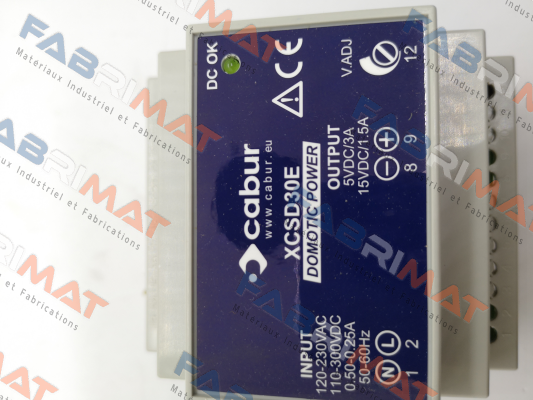 DC OK
V.ADJ
12
CE
cabur
www.cabur.eu
XCSD30E
DOMOTIC POWER
OUTPUT
5VDC/3A
15VDC/1.5A
8 9
INPUT
120-230VAC
110-300VDC
0.50-0.25A
50-60Hz
N L
1 2
FABRIMAT
Materiaux Industriel et Fabrications